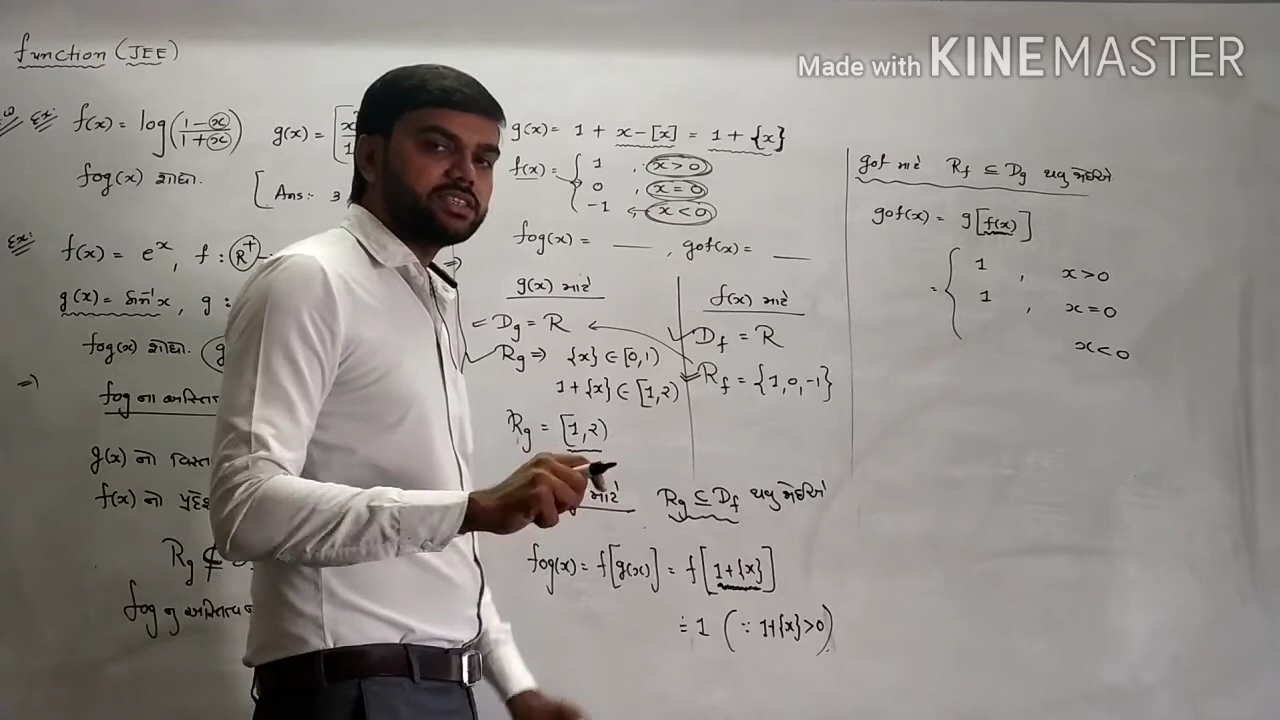 Made with KINEMASTER
function (JEE)
Ex: f(x) = log(1-x/1+x) g(x) =
fog(x) શોધો.
[Ans:- 3
Ex: f(x) = e^x, f : R^+
g(x) = sin^-1 x, g :
fog(x) શોધો.
=> fog ના અસ્તિત્વ
g(x) નો વિસ્તા
f(x) નો પ્રદેશ
Rg ⊄
fog નુ અસ્તિત્વ ન
g(x) = 1 + x - [x] = 1 + {x}
f(x) = { 1 , x > 0
0 , x = 0
-1 x < 0
fog(x) = ___ , gof(x) = ___
=> g(x) માટે
Dg = R
Rg => {x} ∈ [0,1)
1+{x} ∈ [1,2)
Rg = [1,2)
f(x) માટે
Df = R
Rf = {1,0,-1}
માટે Rg ⊆ Df થવુ જોઈએ
fog(x) = f[g(x)] = f[1+{x}]
= 1 (∵ 1+{x}>0)
gof માટે Rf ⊆ Dg થવુ જોઈએ
gof(x) = g[f(x)]
= { 1 , x>0
1 , x=0
x<0